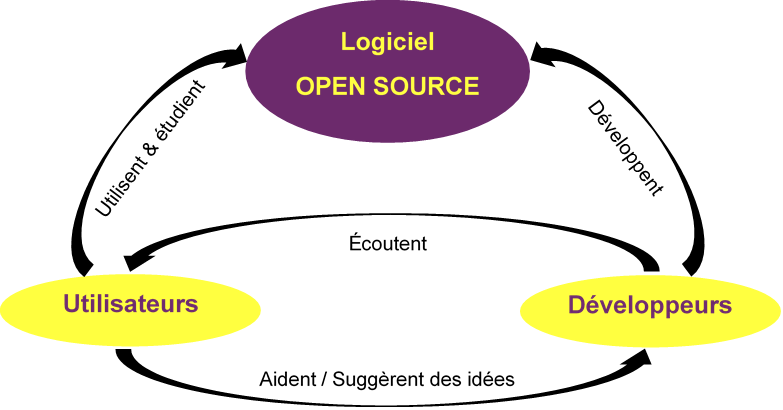 Logiciel
OPEN SOURCE
Utilisent & étudient
Développent
Écoutent
Utilisateurs
Développeurs
Aident / Suggèrent des idées